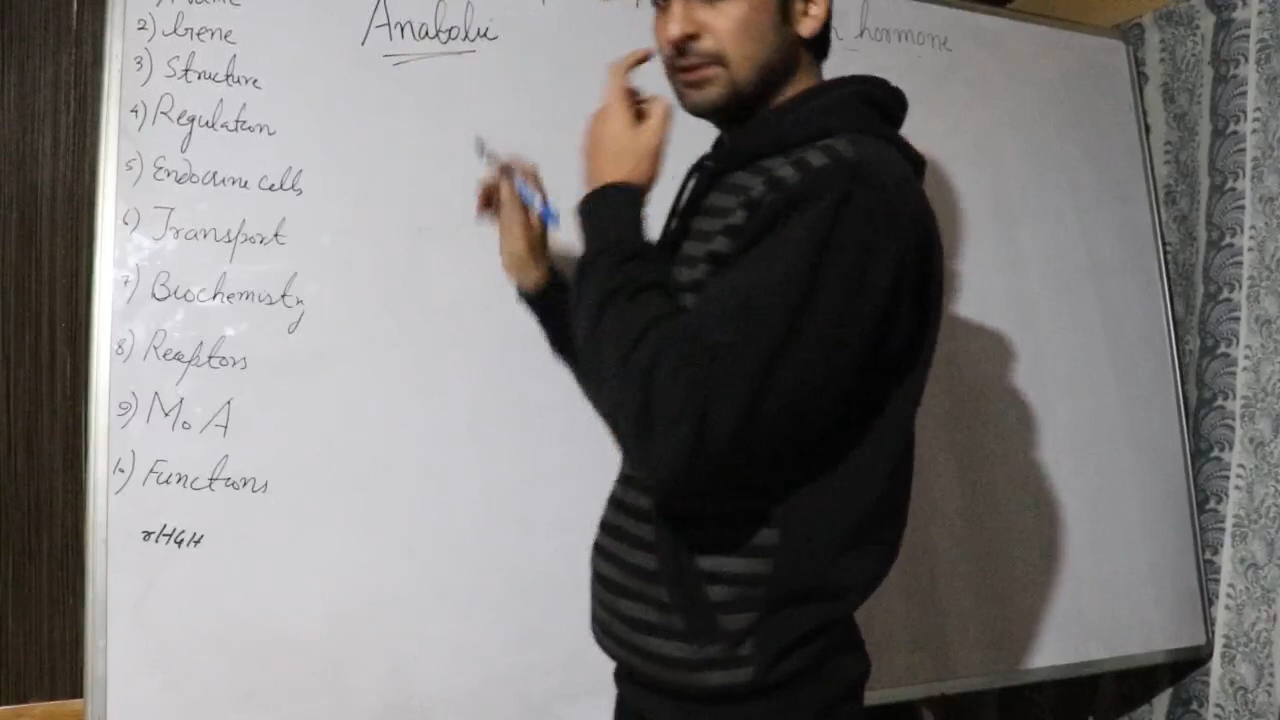 2) Gene
Anabolic
hormone
3) Structure
4) Regulation
5) Endocrine cells
6) Transport
7) Biochemistry
8) Receptors
9) MoA
10) Functions
rHGH